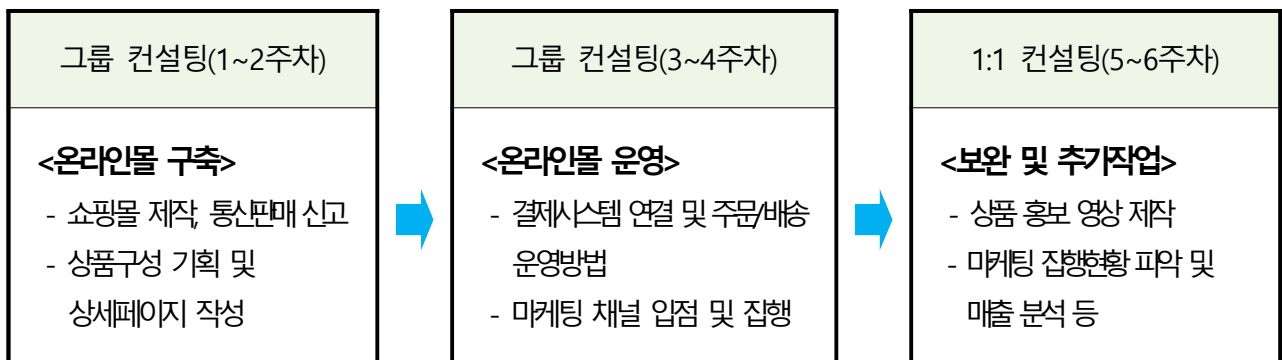 그룹 컨설팅(1~2주차)
<온라인몰 구축>
- 쇼핑몰 제작, 통신판매 신고
- 상품구성 기획 및
상세페이지 작성
그룹 컨설팅(3~4주차)
<온라인몰 운영>
- 결제시스템 연결 및 주문/배송
운영방법
- 마케팅 채널 입점 및 집행
1:1 컨설팅(5~6주차)
<보완 및 추가작업>
- 상품 홍보 영상 제작
- 마케팅 집행현황 파악 및
매출 분석 등